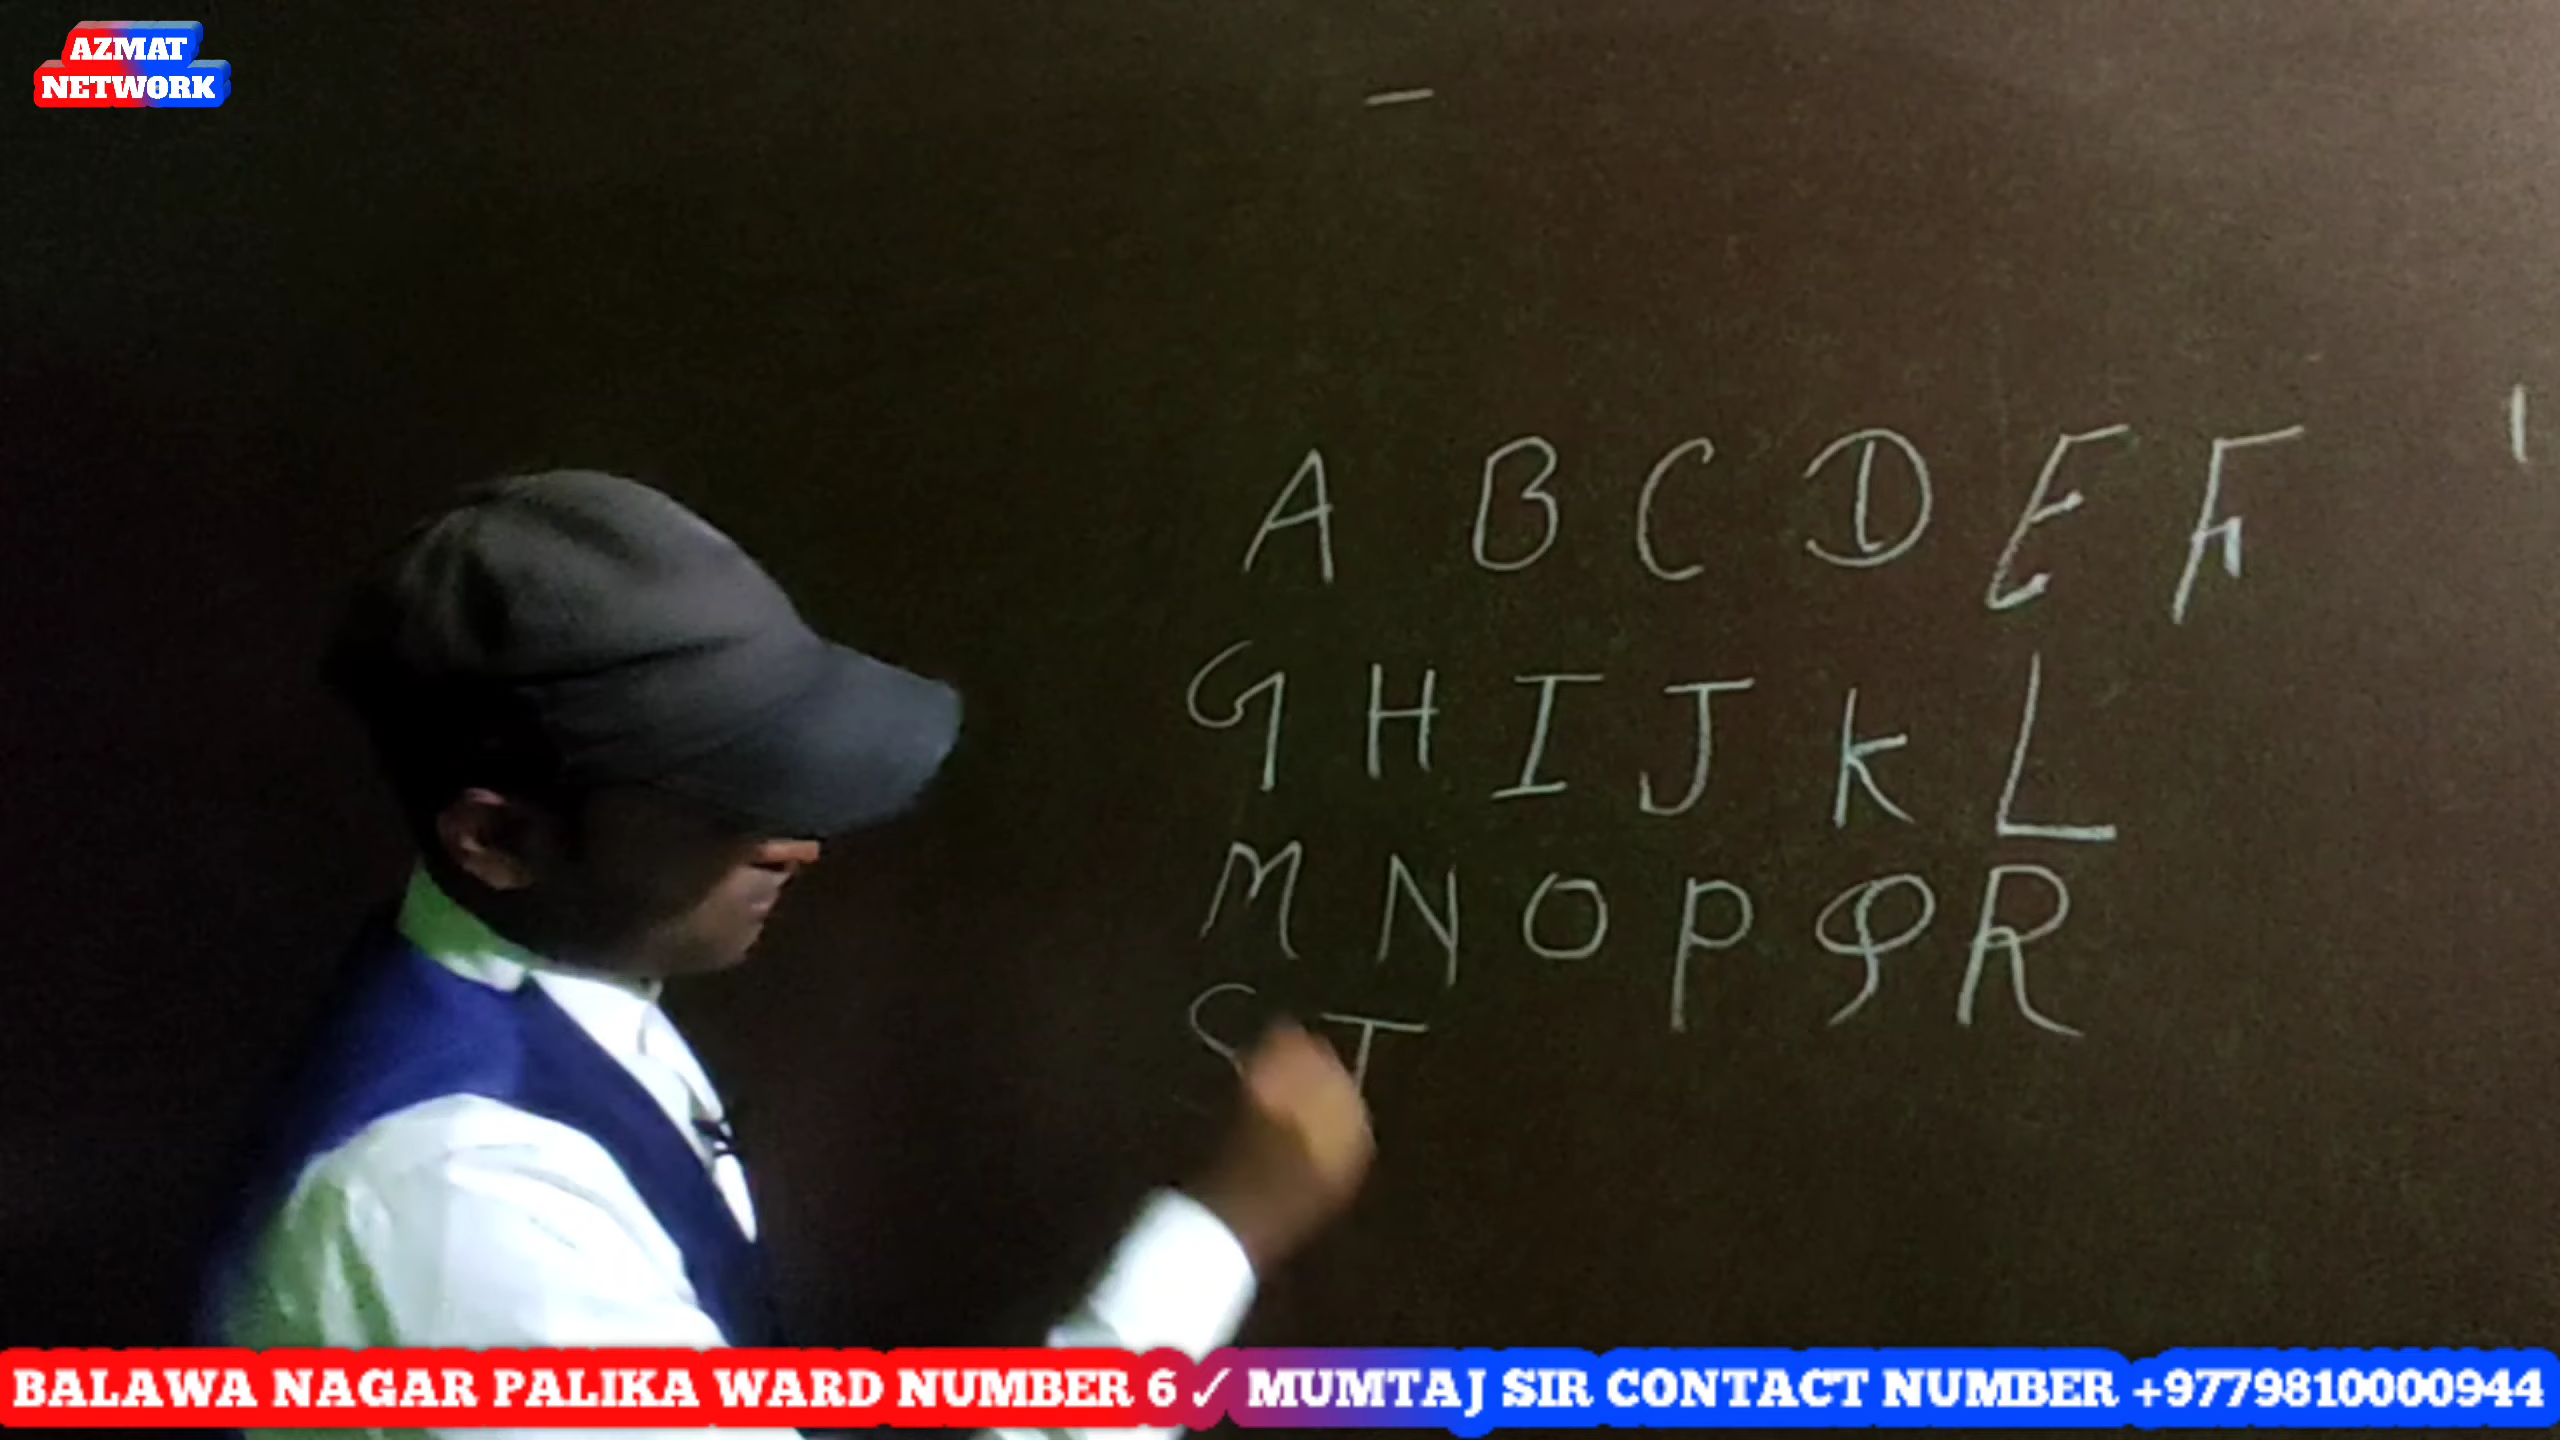 AZMAT
NETWORK
A B C D E F
G H I J K L
M N O P Q R
S T
BALAWA NAGAR PALIKA WARD NUMBER 6 ✓ MUMTAJ SIR CONTACT NUMBER +9779810000944